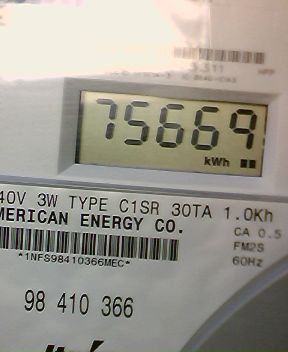 75669
kWh
40V 3W TYPE C1SR 30TA 1.0Kh
MERICAN ENERGY CO.
CA 0.5
FM2S
60Hz
*1NFS98410366MEC*
98 410 366